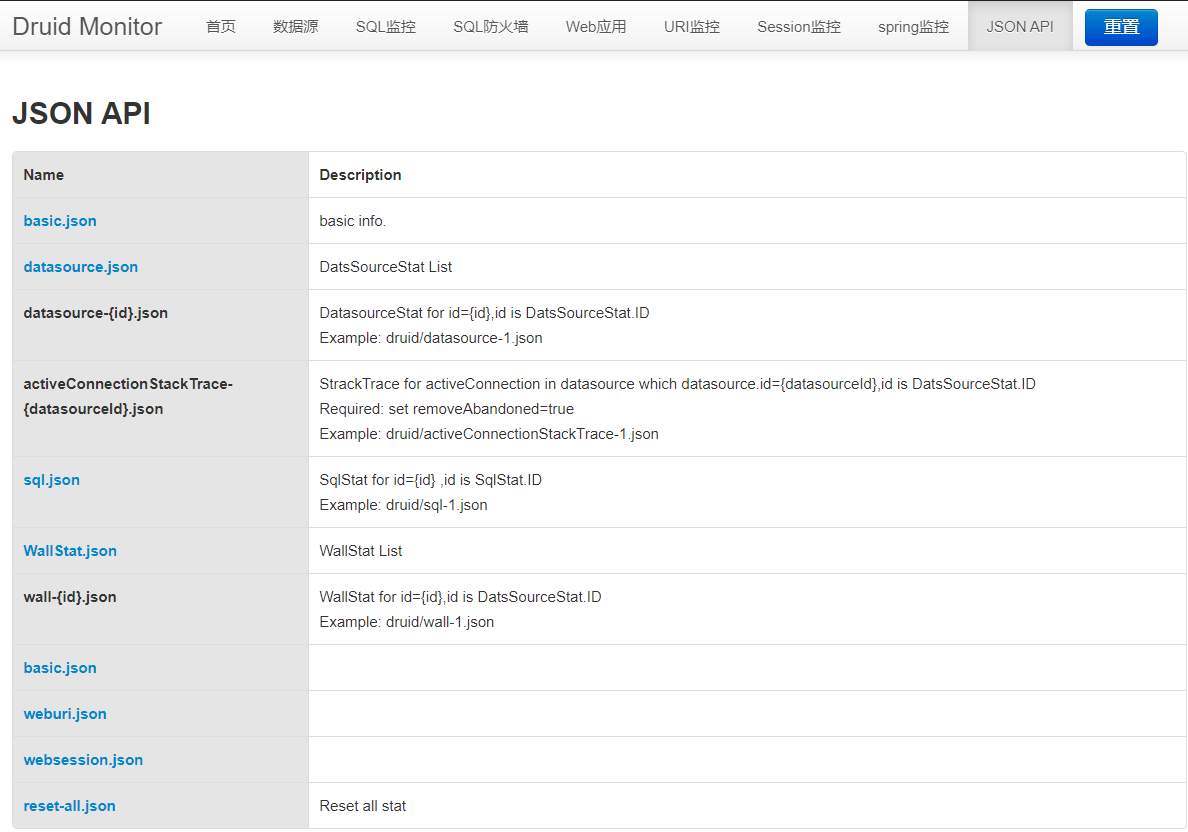 Druid Monitor 首页 数据源 SQL监控 SQL防火墙 Web应用 URI监控 Session监控 spring监控 JSON API 重置
JSON API
Name Description
basic.json basic info.
datasource.json DatsSourceStat List
datasource-{id}.json DatasourceStat for id={id},id is DatsSourceStat.ID
Example: druid/datasource-1.json
activeConnectionStackTrace- StrackTrace for activeConnection in datasource which datasource.id={datasourceId},id is DatsSourceStat.ID
{datasourceId}.json Required: set removeAbandoned=true
Example: druid/activeConnectionStackTrace-1.json
sql.json SqlStat for id={id} ,id is SqlStat.ID
Example: druid/sql-1.json
WallStat.json WallStat List
wall-{id}.json WallStat for id={id},id is DatsSourceStat.ID
Example: druid/wall-1.json
basic.json
weburi.json
websession.json
reset-all.json Reset all stat